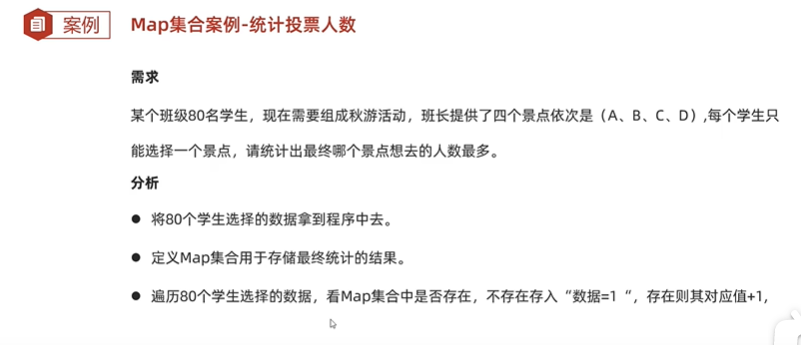 案例
Map集合案例-统计投票人数
需求
某个班级80名学生，现在需要组成秋游活动，班长提供了四个景点依次是（A、B、C、D）,每个学生只
能选择一个景点，请统计出最终哪个景点想去的人数最多。
分析
● 将80个学生选择的数据拿到程序中去。
● 定义Map集合用于存储最终统计的结果。
● 遍历80个学生选择的数据，看Map集合中是否存在，不存在存入“数据=1“，存在则其对应值+1,